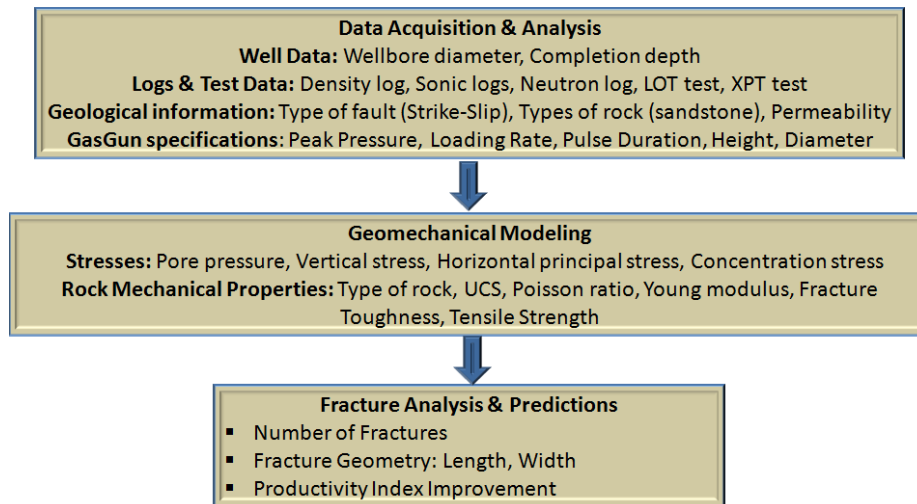 Data Acquisition & Analysis
Well Data: Wellbore diameter, Completion depth
Logs & Test Data: Density log, Sonic logs, Neutron log, LOT test, XPT test
Geological information: Type of fault (Strike-Slip), Types of rock (sandstone), Permeability
GasGun specifications: Peak Pressure, Loading Rate, Pulse Duration, Height, Diameter
Geomechanical Modeling
Stresses: Pore pressure, Vertical stress, Horizontal principal stress, Concentration stress
Rock Mechanical Properties: Type of rock, UCS, Poisson ratio, Young modulus, Fracture
Toughness, Tensile Strength
Fracture Analysis & Predictions
▪ Number of Fractures
▪ Fracture Geometry: Length, Width
▪ Productivity Index Improvement